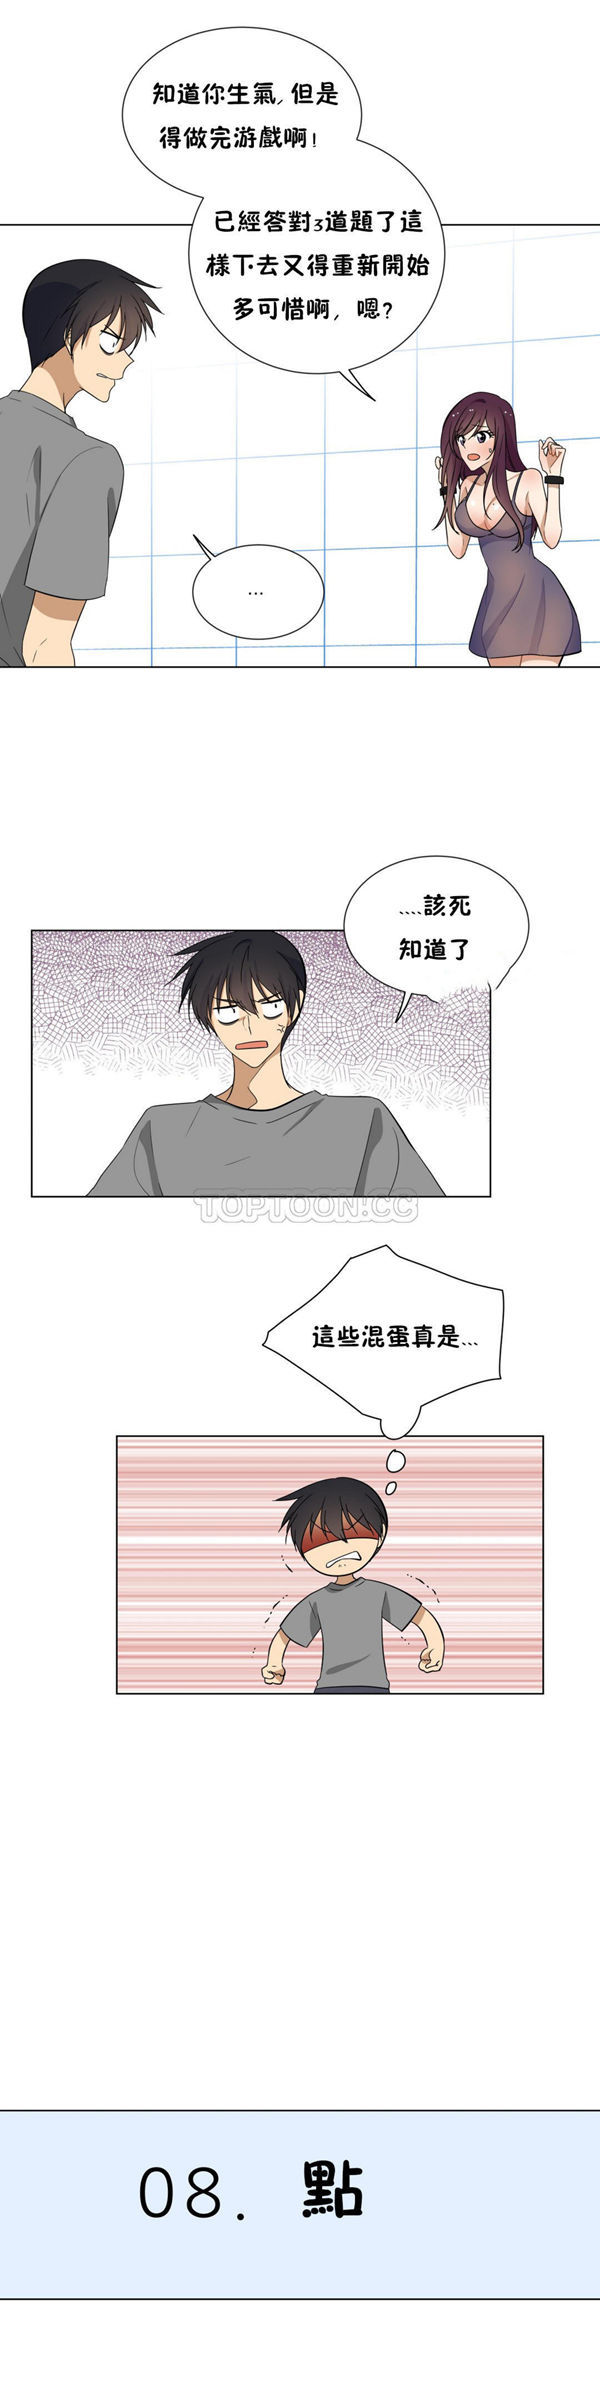 知道你生氣,但是
得做完游戲啊!
已經答對3道題了這
樣下去又得重新開始
多可惜啊,嗯?
...
....該死
知道了
TOPTOON.CC
這些混蛋真是...
08. 點